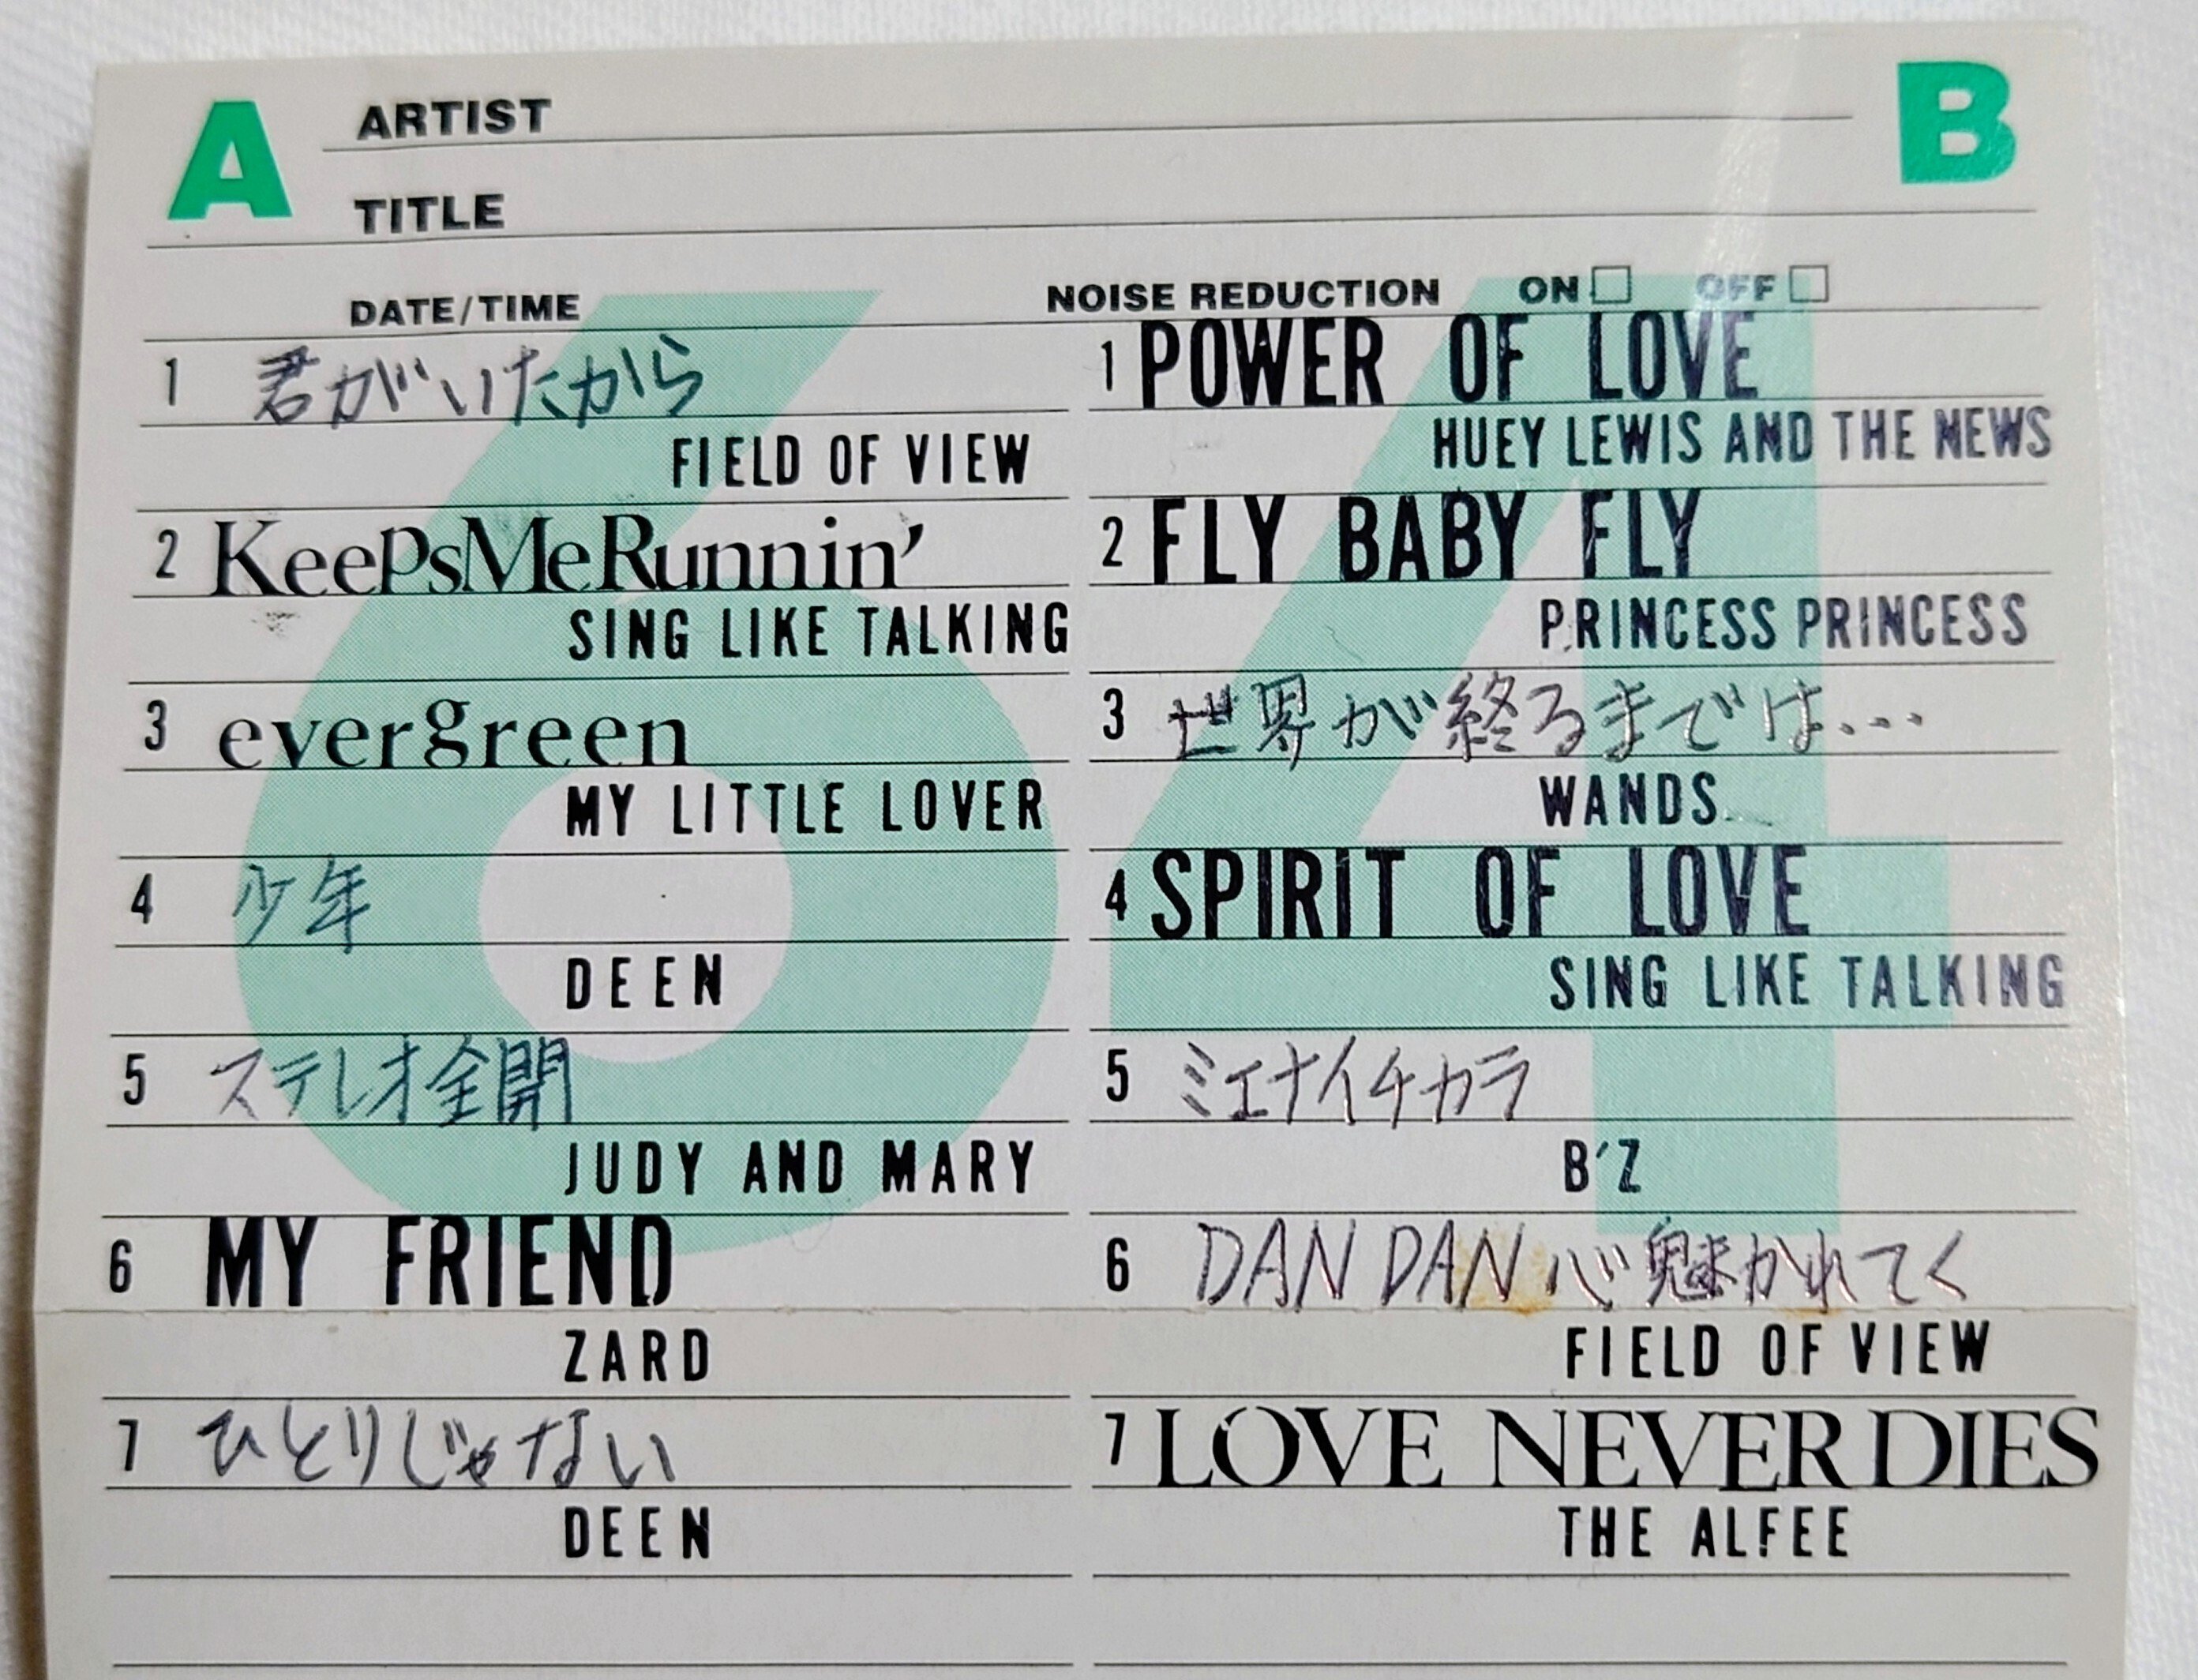 A
ARTIST
B
TITLE
DATE/TIME
NOISE REDUCTION ON OFF
1 君がいたから
FIELD OF VIEW
2 KeepsMeRunnin'
SING LIKE TALKING
3 evergreen
MY LITTLE LOVER
4 少年
DEEN
5 ステレオ全開
JUDY AND MARY
6 MY FRIEND
ZARD
7 ひとりじゃない
DEEN
1 POWER OF LOVE
HUEY LEWIS AND THE NEWS
2 FLY BABY FLY
PRINCESS PRINCESS
3 世界が終るまでは...
WANDS
4 SPIRIT OF LOVE
SING LIKE TALKING
5 ミエナイチカラ
B'Z
6 DAN DAN 心魅かれてく
FIELD OF VIEW
7 LOVE NEVER DIES
THE ALFEE
64